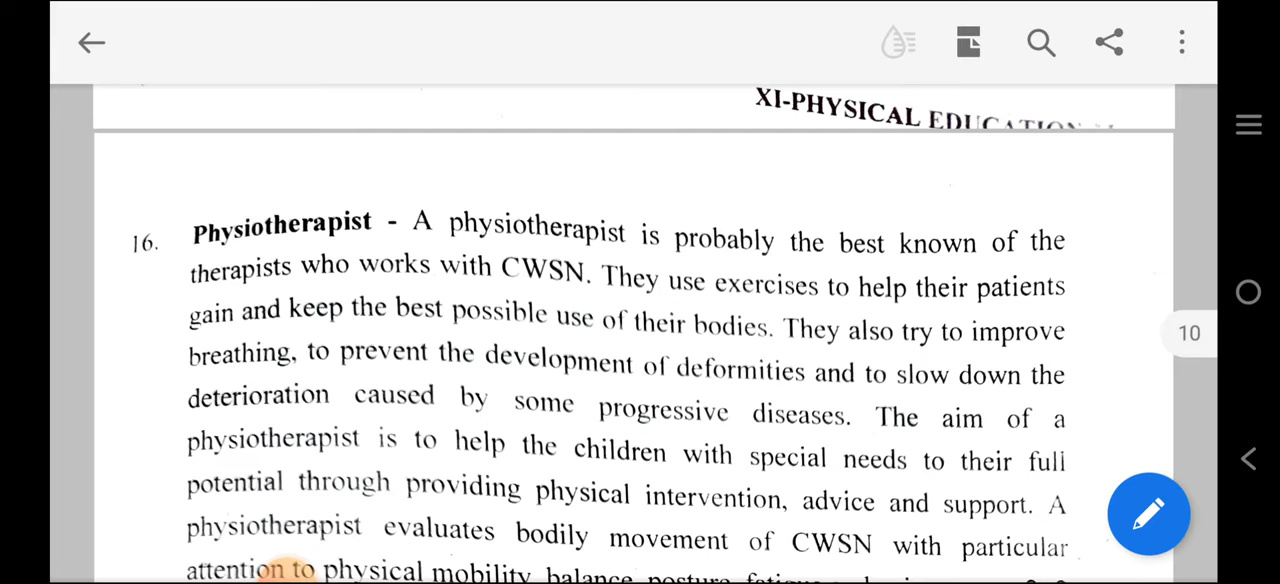 XI-PHYSICAL EDUCATION
16. Physiotherapist - A physiotherapist is probably the best known of the
therapists who works with CWSN. They use exercises to help their patients
gain and keep the best possible use of their bodies. They also try to improve
breathing, to prevent the development of deformities and to slow down the
deterioration caused by some progressive diseases. The aim of a
physiotherapist is to help the children with special needs to their full
potential through providing physical intervention, advice and support. A
physiotherapist evaluates bodily movement of CWSN with particular
attention to physical mobility balance posture
10